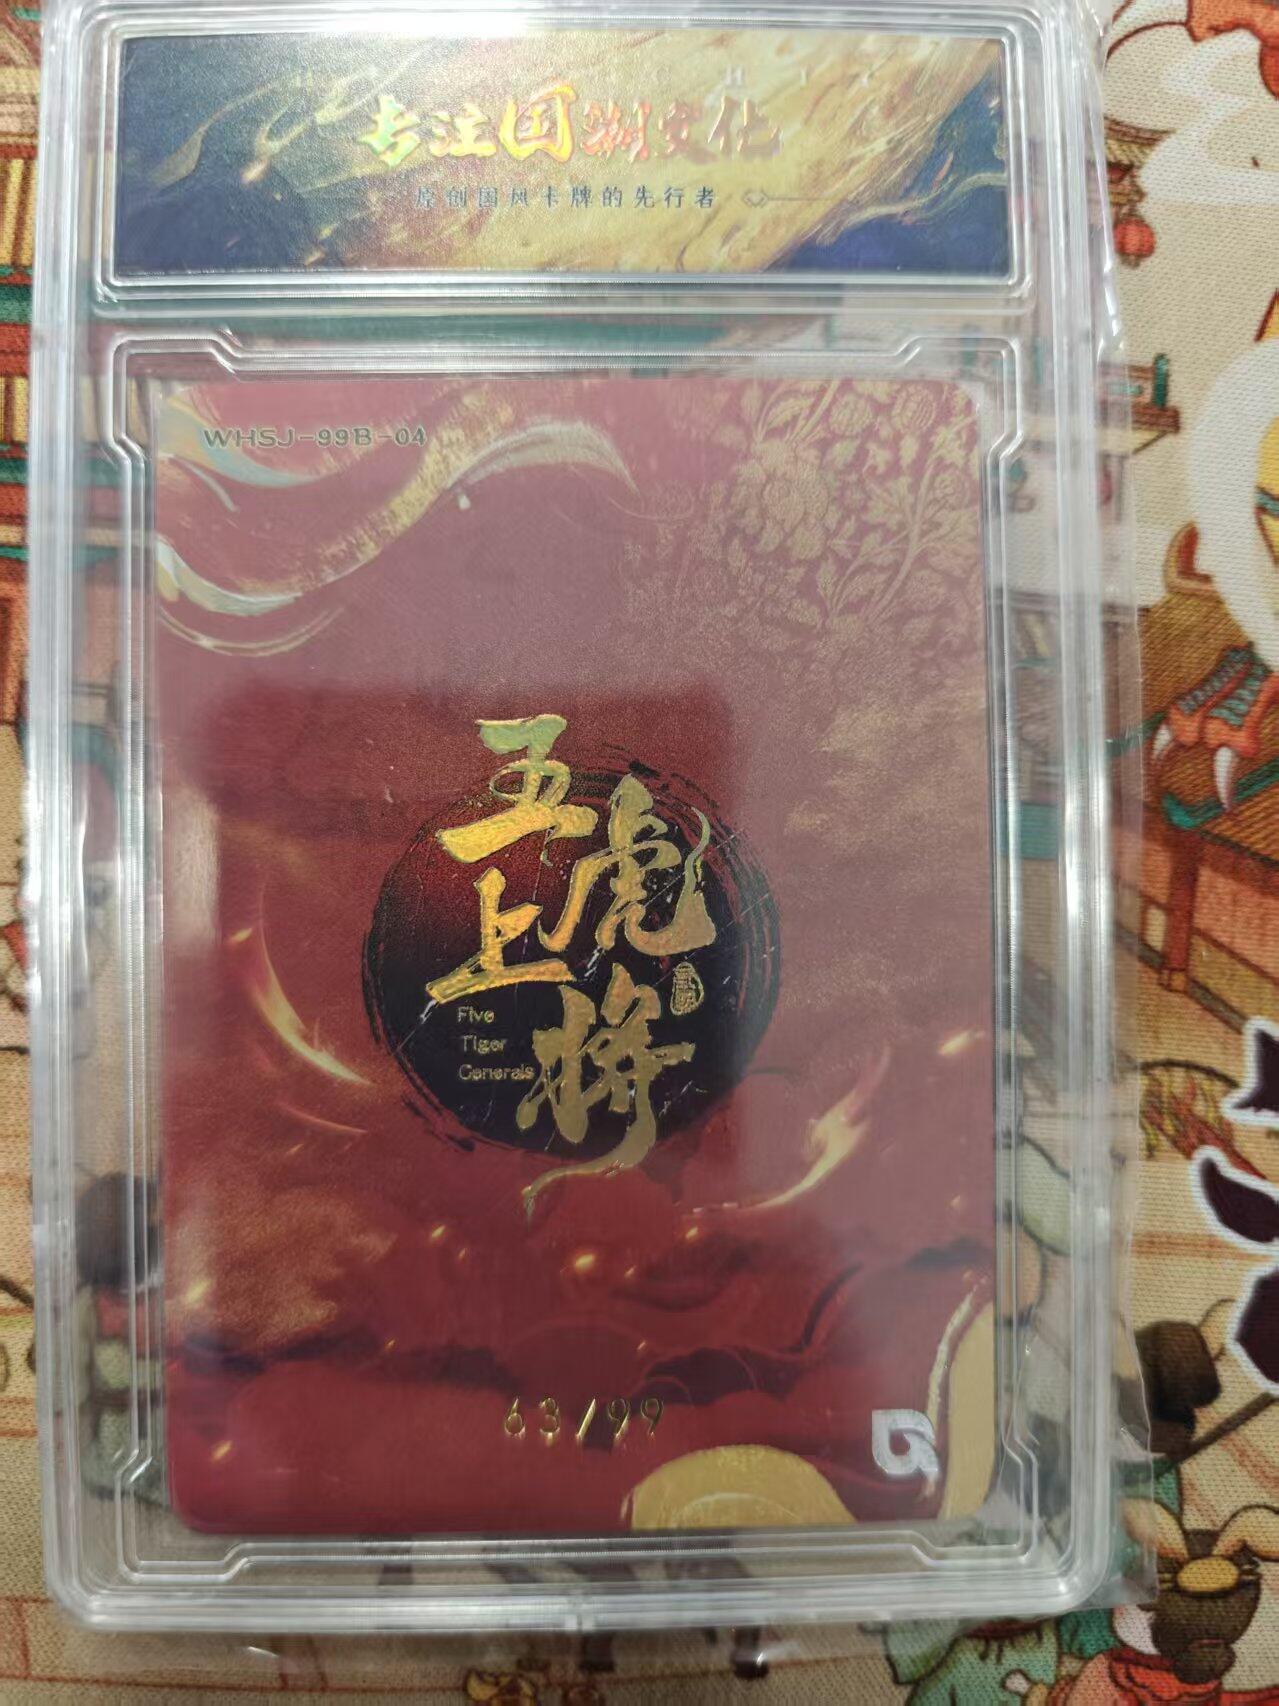 专注国潮文化
原创国风卡牌的先行者
WHSJ-99B-04
五虎
上将
Five
Tiger
Generals
63/99